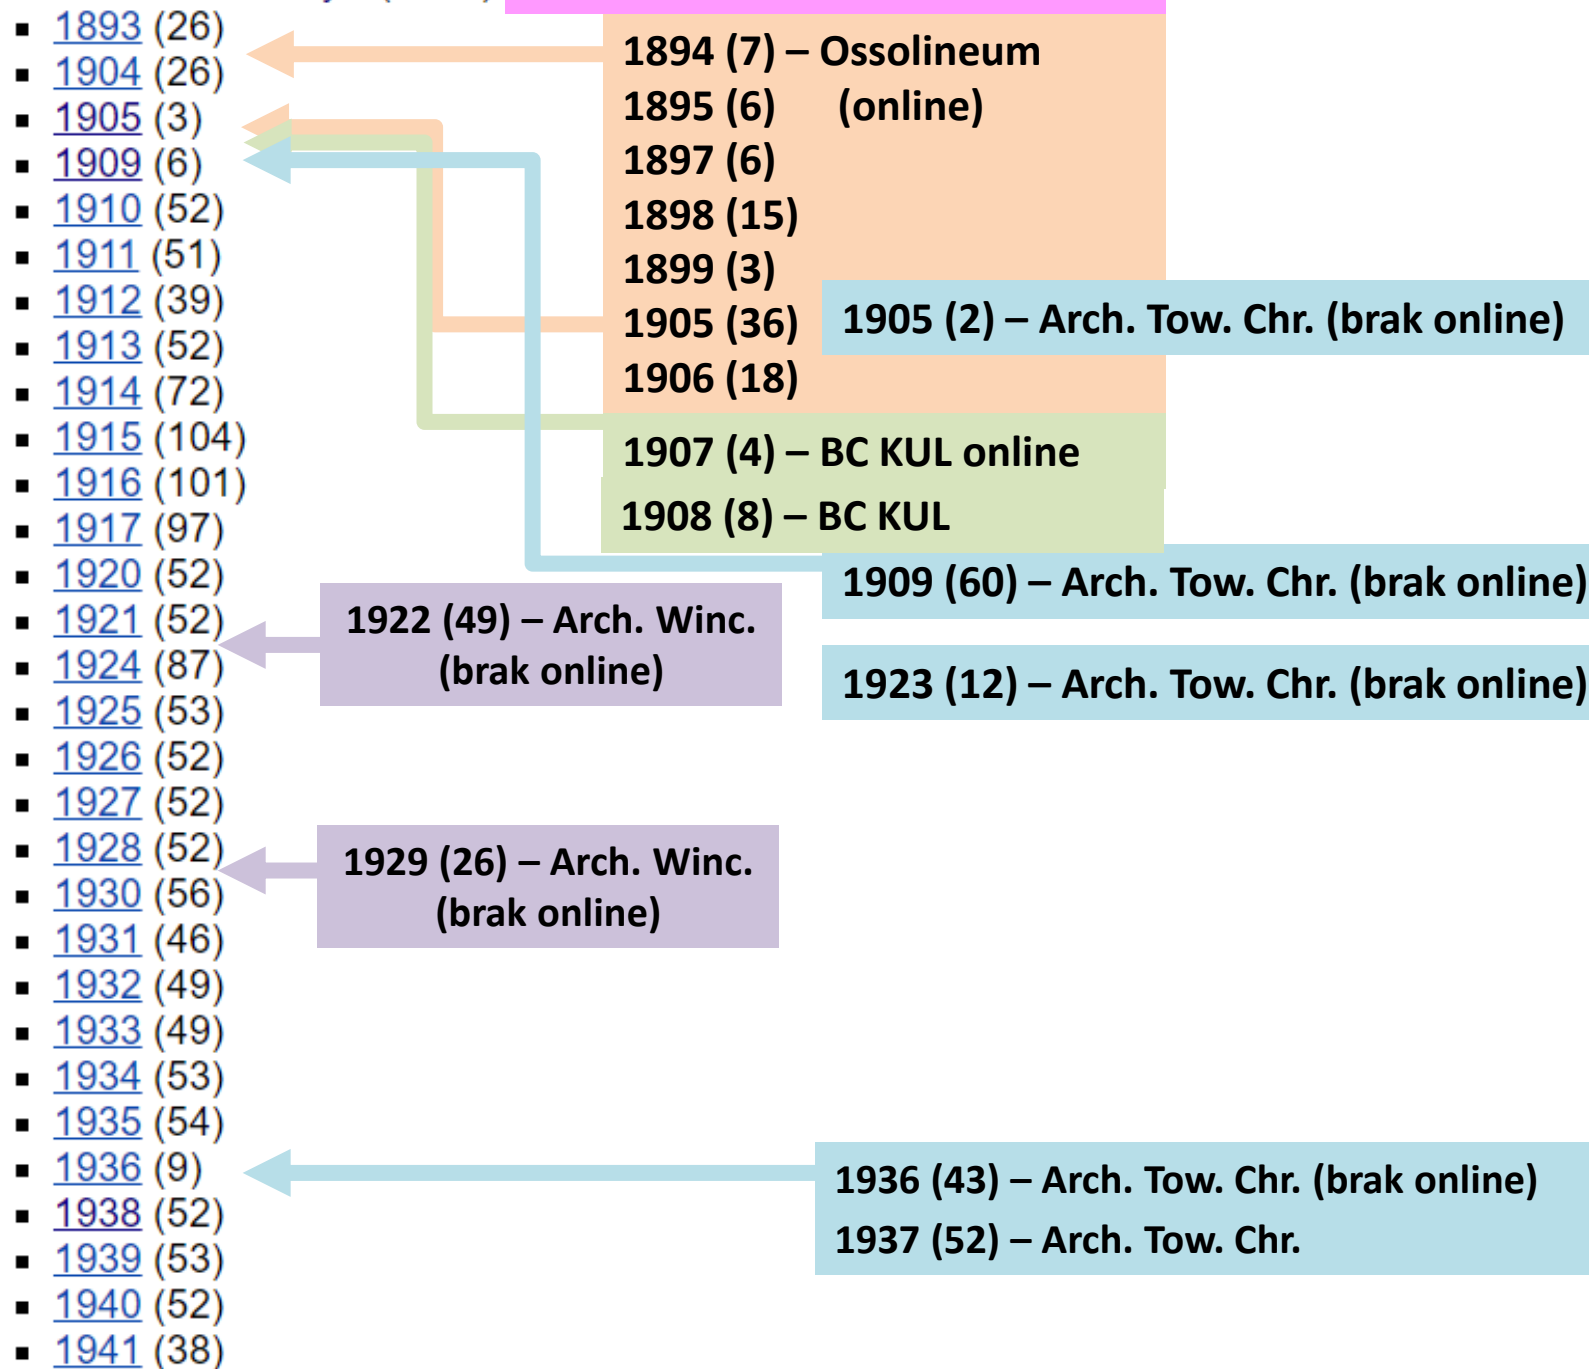 1893 (26)
1904 (26)
1905 (3)
1909 (6)
1910 (52)
1911 (51)
1912 (39)
1913 (52)
1914 (72)
1915 (104)
1916 (101)
1917 (97)
1920 (52)
1921 (52)
1924 (87)
1925 (53)
1926 (52)
1927 (52)
1928 (52)
1930 (56)
1931 (46)
1932 (49)
1933 (49)
1934 (53)
1935 (54)
1936 (9)
1938 (52)
1939 (53)
1940 (52)
1941 (38)
1894 (7) – Ossolineum
1895 (6) (online)
1897 (6)
1898 (15)
1899 (3)
1905 (36)
1906 (18)
1905 (2) – Arch. Tow. Chr. (brak online)
1907 (4) – BC KUL online
1908 (8) – BC KUL
1909 (60) – Arch. Tow. Chr. (brak online)
1922 (49) – Arch. Winc.
(brak online)
1923 (12) – Arch. Tow. Chr. (brak online)
1929 (26) – Arch. Winc.
(brak online)
1936 (43) – Arch. Tow. Chr. (brak online)
1937 (52) – Arch. Tow. Chr.